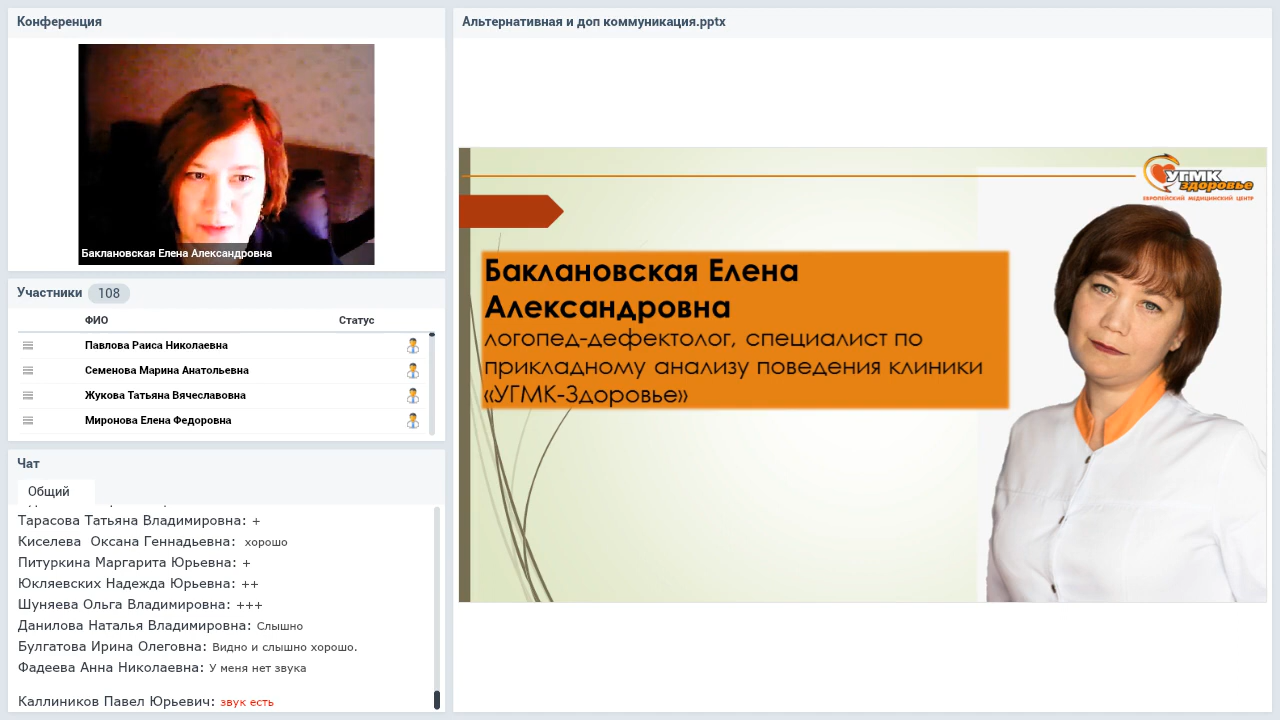 Конференция
Баклановская Елена Александровна
Участники 108
ФИО Статус
Павлова Раиса Николаевна
Семенова Марина Анатольевна
Жукова Татьяна Вячеславовна
Миронова Елена Федоровна
Чат
Общий
Тарасова Татьяна Владимировна: +
Киселева Оксана Геннадьевна: хорошо
Питуркина Маргарита Юрьевна: +
Юкляевских Надежда Юрьевна: ++
Шуняева Ольга Владимировна: +++
Данилова Наталья Владимировна: Слышно
Булгатова Ирина Олеговна: Видно и слышно хорошо.
Фадеева Анна Николаевна: У меня нет звука
Каллиников Павел Юрьевич: звук есть
Альтернативная и доп коммуникация.pptx
УГМК
здоровье
ЕВРОПЕЙСКИЙ МЕДИЦИНСКИЙ ЦЕНТР
Баклановская Елена
Александровна
логопед-дефектолог, специалист по
прикладному анализу поведения клиники
«УГМК-Здоровье»